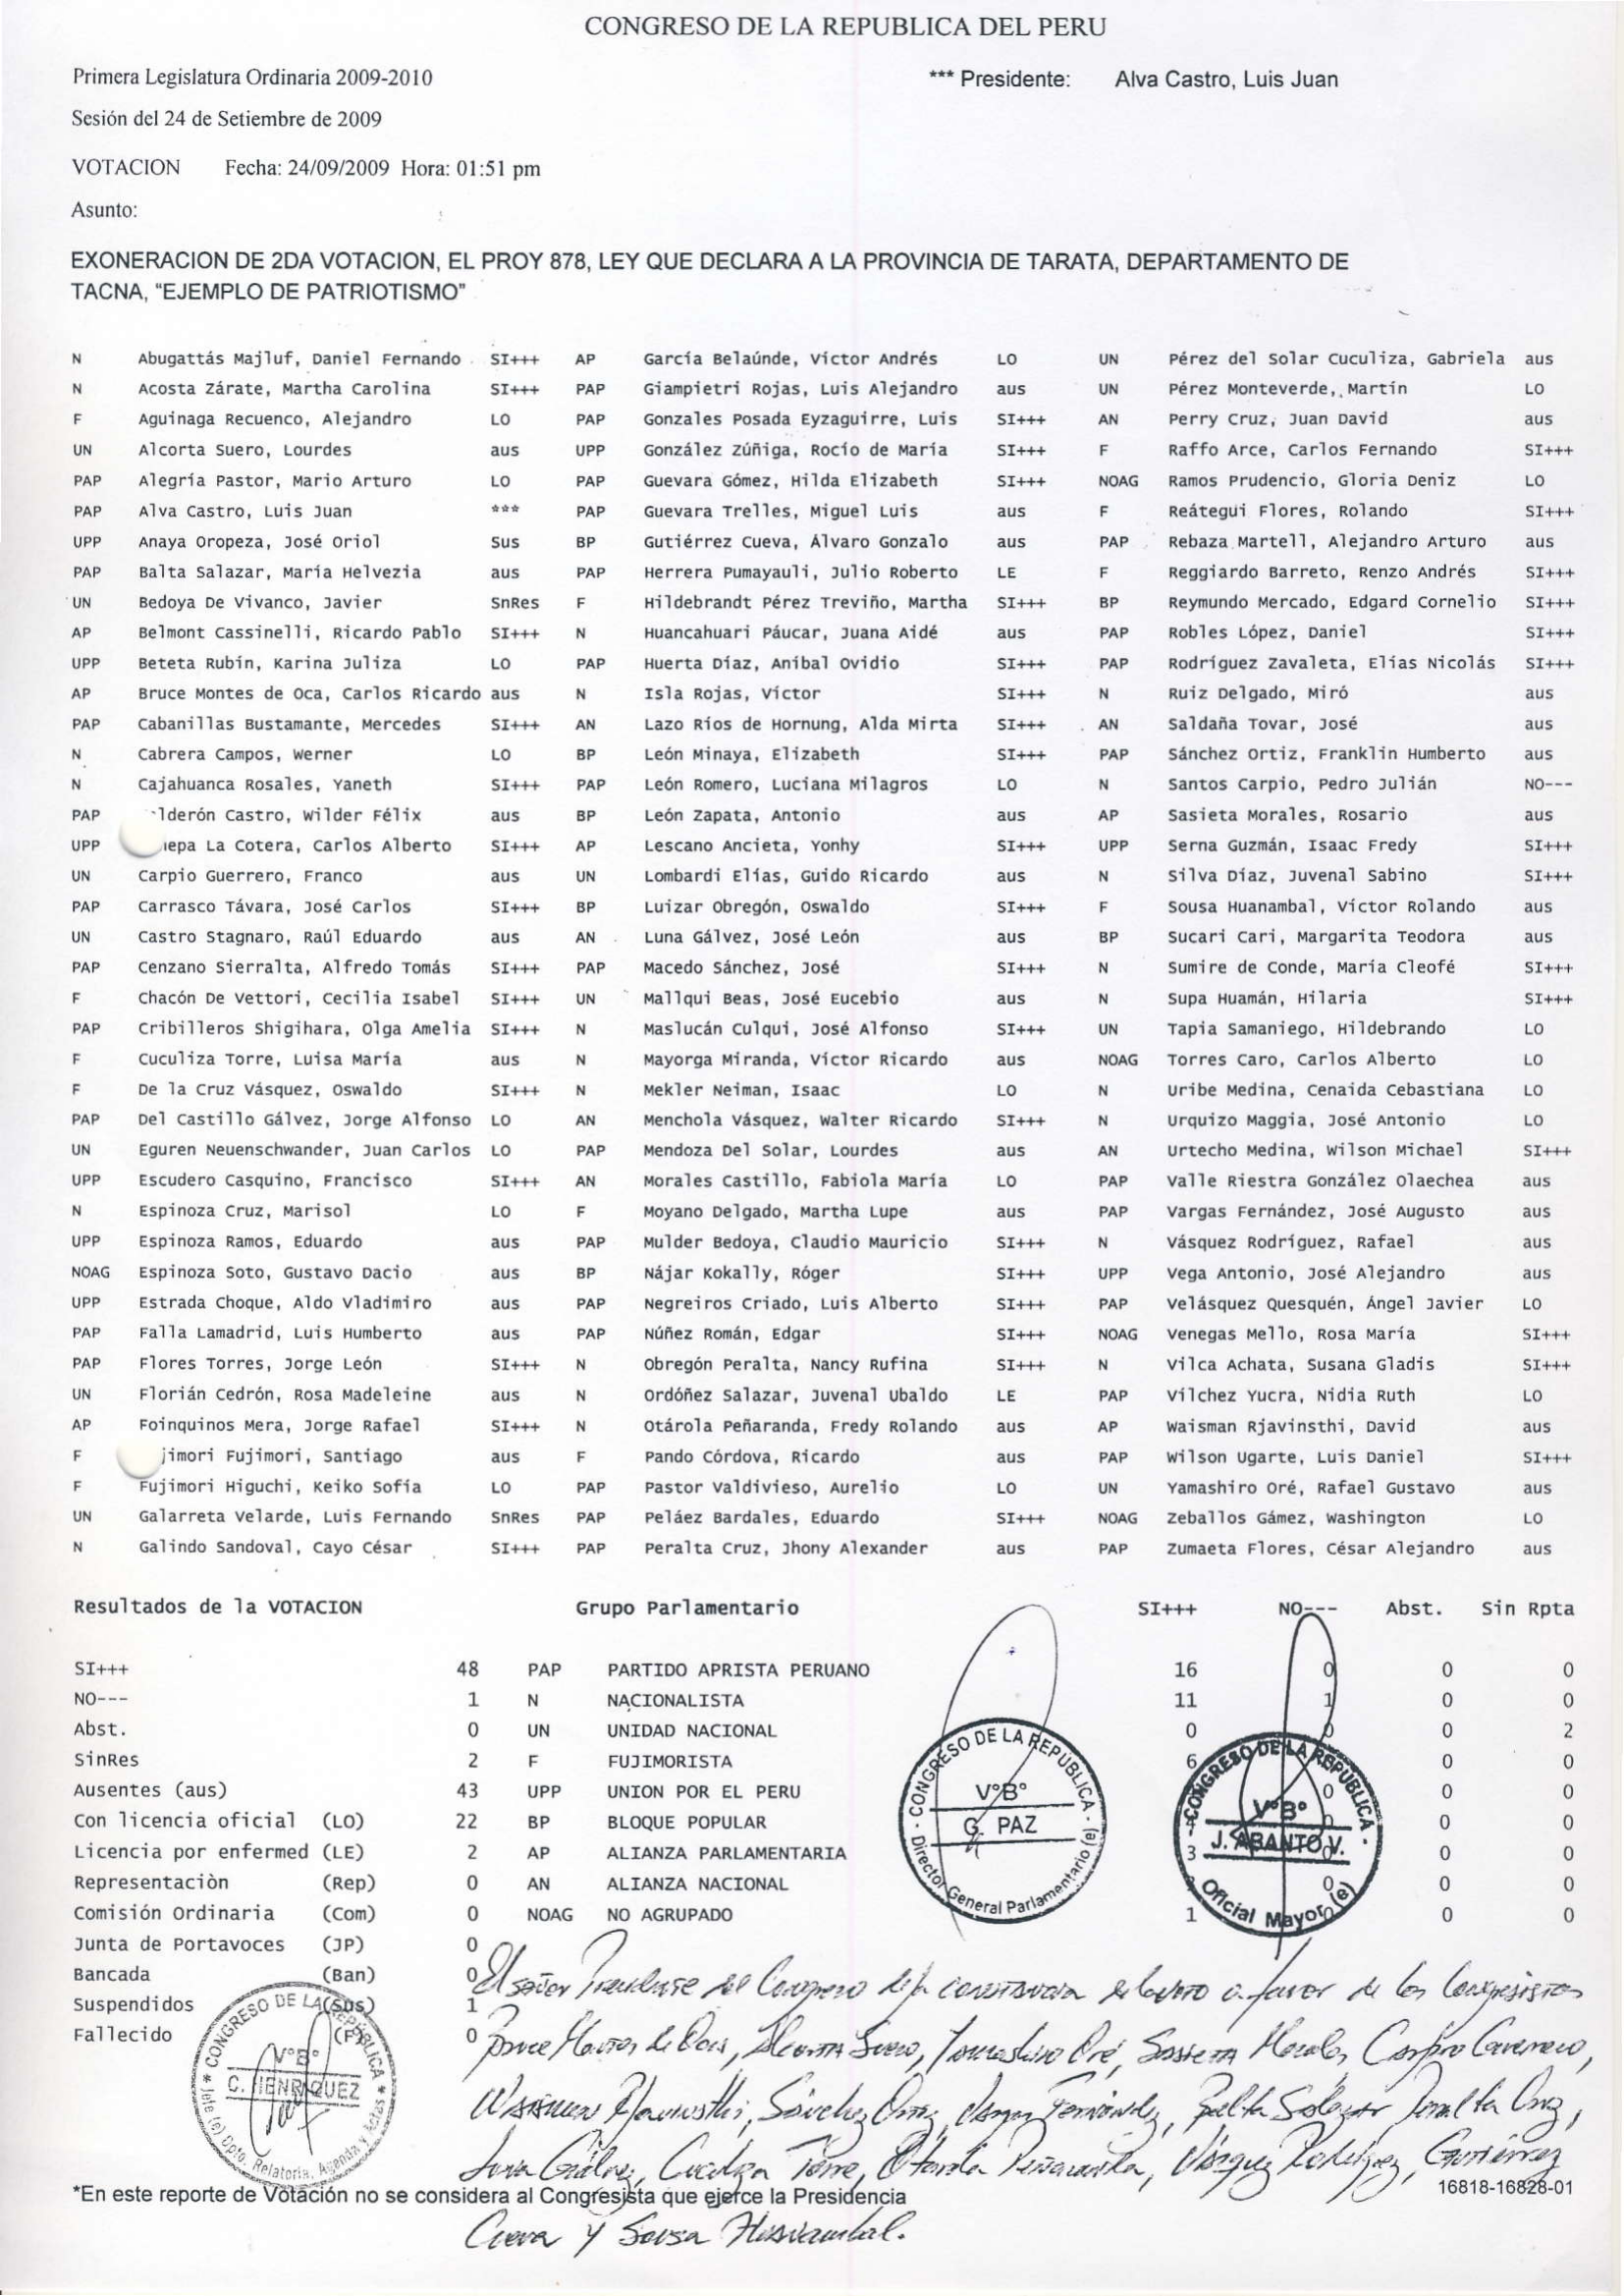 CONGRESO DE LA REPUBLICA DEL PERU
Primera Legislatura Ordinaria 2009-2010 *** Presidente: Alva Castro, Luis Juan
Sesión del 24 de Setiembre de 2009
VOTACION Fecha: 24/09/2009 Hora: 01:51 pm
Asunto:
EXONERACION DE 2DA VOTACION, EL PROY 878, LEY QUE DECLARA A LA PROVINCIA DE TARATA, DEPARTAMENTO DE
TACNA, “EJEMPLO DE PATRIOTISMO”
N Abugattás Majluf, Daniel Fernando SI+++ AP García Belaúnde, Víctor Andrés LO UN Pérez del Solar Cuculiza, Gabriela aus
N Acosta Zárate, Martha Carolina SI+++ PAP Giampietri Rojas, Luis Alejandro aus UN Pérez Monteverde, Martín LO
F Aguinaga Recuenco, Alejandro LO PAP Gonzales Posada Eyzaguirre, Luis SI+++ AN Perry Cruz, Juan David aus
UN Alcorta Suero, Lourdes aus UPP González Zúñiga, Rocío de María SI+++ F Raffo Arce, Carlos Fernando SI+++
PAP Alegría Pastor, Mario Arturo LO PAP Guevara Gómez, Hilda Elizabeth SI+++ NOAG Ramos Prudencio, Gloria Deniz LO
PAP Alva Castro, Luis Juan *** PAP Guevara Trelles, Miguel Luis aus F Reátegui Flores, Rolando SI+++
UPP Anaya Oropeza, José Oriol Sus BP Gutiérrez Cueva, Álvaro Gonzalo aus PAP Rebaza Martell, Alejandro Arturo aus
PAP Balta Salazar, María Helvezia aus PAP Herrera Pumayauli, Julio Roberto LE F Reggiardo Barreto, Renzo Andrés SI+++
UN Bedoya De Vivanco, Javier SnRes F Hildebrandt Pérez Treviño, Martha SI+++ BP Reymundo Mercado, Edgard Cornelio SI+++
AP Belmont Cassinelli, Ricardo Pablo SI+++ N Huancahuari Páucar, Juana Aidé aus PAP Robles López, Daniel SI+++
UPP Beteta Rubín, Karina Juliza LO PAP Huerta Díaz, Aníbal Ovidio SI+++ PAP Rodríguez Zavaleta, Elías Nicolás SI+++
AP Bruce Montes de Oca, Carlos Ricardo aus N Isla Rojas, Víctor SI+++ N Ruiz Delgado, Miró aus
PAP Cabanillas Bustamante, Mercedes SI+++ AN Lazo Ríos de Hornung, Alda Mirta SI+++ AN Saldaña Tovar, José aus
N Cabrera Campos, Werner LO BP León Minaya, Elizabeth SI+++ PAP Sánchez Ortiz, Franklin Humberto aus
N Cajahuanca Rosales, Yaneth SI+++ PAP León Romero, Luciana Milagros LO N Santos Carpio, Pedro Julián NO---
PAP lderón Castro, Wilder Félix aus BP León Zapata, Antonio aus AP Sasieta Morales, Rosario aus
UPP epa La Cotera, Carlos Alberto SI+++ AP Lescano Ancieta, Yonhy SI+++ UPP Serna Guzmán, Isaac Fredy SI+++
UN Carpio Guerrero, Franco aus UN Lombardi Elías, Guido Ricardo aus N Silva Díaz, Juvenal Sabino SI+++
PAP Carrasco Távara, José Carlos SI+++ BP Luizar Obregón, Oswaldo SI+++ F Sousa Huanambal, Víctor Rolando aus
UN Castro Stagnaro, Raúl Eduardo aus AN Luna Gálvez, José León aus BP Sucari Cari, Margarita Teodora aus
PAP Cenzano Sierralta, Alfredo Tomás SI+++ PAP Macedo Sánchez, José SI+++ N Sumire de Conde, María Cleofé SI+++
F Chacón De Vettori, Cecilia Isabel SI+++ UN Mallqui Beas, José Eucebio aus N Supa Huamán, Hilaria SI+++
PAP Cribilleros Shigihara, Olga Amelia SI+++ N Maslucán Culqui, José Alfonso SI+++ UN Tapia Samaniego, Hildebrando LO
F Cuculiza Torre, Luisa María aus N Mayorga Miranda, Víctor Ricardo aus NOAG Torres Caro, Carlos Alberto LO
F De la Cruz Vásquez, Oswaldo SI+++ N Mekler Neiman, Isaac LO N Uribe Medina, Cenaida Cebastiana LO
PAP Del Castillo Gálvez, Jorge Alfonso LO AN Menchola Vásquez, Walter Ricardo SI+++ N Urquizo Maggia, José Antonio LO
UN Eguren Neuenschwander, Juan Carlos LO PAP Mendoza Del Solar, Lourdes aus AN Urtecho Medina, Wilson Michael SI+++
UPP Escudero Casquino, Francisco SI+++ AN Morales Castillo, Fabiola María LO PAP Valle Riestra González Olaechea aus
N Espinoza Cruz, Marisol LO F Moyano Delgado, Martha Lupe aus PAP Vargas Fernández, José Augusto aus
UPP Espinoza Ramos, Eduardo aus PAP Mulder Bedoya, Claudio Mauricio SI+++ N Vásquez Rodríguez, Rafael aus
NOAG Espinoza Soto, Gustavo Dacio aus BP Nájar Kokally, Róger SI+++ UPP Vega Antonio, José Alejandro aus
UPP Estrada Choque, Aldo Vladimiro aus PAP Negreiros Criado, Luis Alberto SI+++ PAP Velásquez Quesquén, Ángel Javier LO
PAP Falla Lamadrid, Luis Humberto aus PAP Núñez Román, Edgar SI+++ NOAG Venegas Mello, Rosa María SI+++
PAP Flores Torres, Jorge León SI+++ N Obregón Peralta, Nancy Rufina SI+++ N Vilca Achata, Susana Gladis SI+++
UN Florián Cedrón, Rosa Madeleine aus N Ordóñez Salazar, Juvenal Ubaldo LE PAP Vílchez Yucra, Nidia Ruth LO
AP Foinquinos Mera, Jorge Rafael SI+++ N Otárola Peñaranda, Fredy Rolando aus AP Waisman Rjavinsthi, David aus
F jimori Fujimori, Santiago aus F Pando Córdova, Ricardo aus PAP Wilson Ugarte, Luis Daniel SI+++
F Fujimori Higuchi, Keiko Sofía LO PAP Pastor Valdivieso, Aurelio LO UN Yamashiro Oré, Rafael Gustavo aus
UN Galarreta Velarde, Luis Fernando SnRes PAP Peláez Bardales, Eduardo SI+++ NOAG Zeballos Gámez, Washington LO
N Galindo Sandoval, Cayo César SI+++ PAP Peralta Cruz, Jhony Alexander aus PAP Zumaeta Flores, César Alejandro aus
Resultados de la VOTACION Grupo Parlamentario SI+++ NO--- Abst. Sin Rpta
SI+++ 48 PAP PARTIDO APRISTA PERUANO 16 0 0 0
NO--- 1 N NACIONALISTA 11 1 0 0
Abst. 0 UN UNIDAD NACIONAL 0 0 0 2
SinRes 2 F FUJIMORISTA 6 0 0
Ausentes (aus) 43 UPP UNION POR EL PERU 0 0 0
Con licencia oficial (LO) 22 BP BLOQUE POPULAR 0 0 0
Licencia por enfermed (LE) 2 AP ALIANZA PARLAMENTARIA 3 0 0 0
Representaciòn (Rep) 0 AN ALIANZA NACIONAL 0 0 0
Comisión Ordinaria (Com) 0 NOAG NO AGRUPADO 1 0 0 0
Junta de Portavoces (JP) 0
Bancada (Ban) 0
Suspendidos (Sus) 1
Fallecido (F) 0
CONGRESO DE LA REPUBLICA
V°B°
G. PAZ
Director General Parlamentario (e)
CONGRESO DE LA REPUBLICA
V°B°
J. ABANTO V.
Oficial Mayor (e)
CONGRESO DE LA REPUBLICA
V°B°
C. HENRIQUEZ
Jefe (e) Dpto. Relatoría, Agenda y Actas
El señor Presidente del Congreso deja constancia del voto a favor de los Congresistas
Bruce Montes de Oca, Alcorta Suero, Yamashiro Oré, Sasieta Morales, Carpio Guerrero,
Waisman Rjavinsthi, Sánchez Ortiz, Vargas Fernández, Balta Salazar, Peralta Cruz,
Luna Gálvez, Cuculiza Torre, Otárola Peñaranda, Vásquez Rodríguez, Gutiérrez
Cueva y Sousa Huanambal.
*En este reporte de Votación no se considera al Congresista que ejerce la Presidencia 16818-16828-01